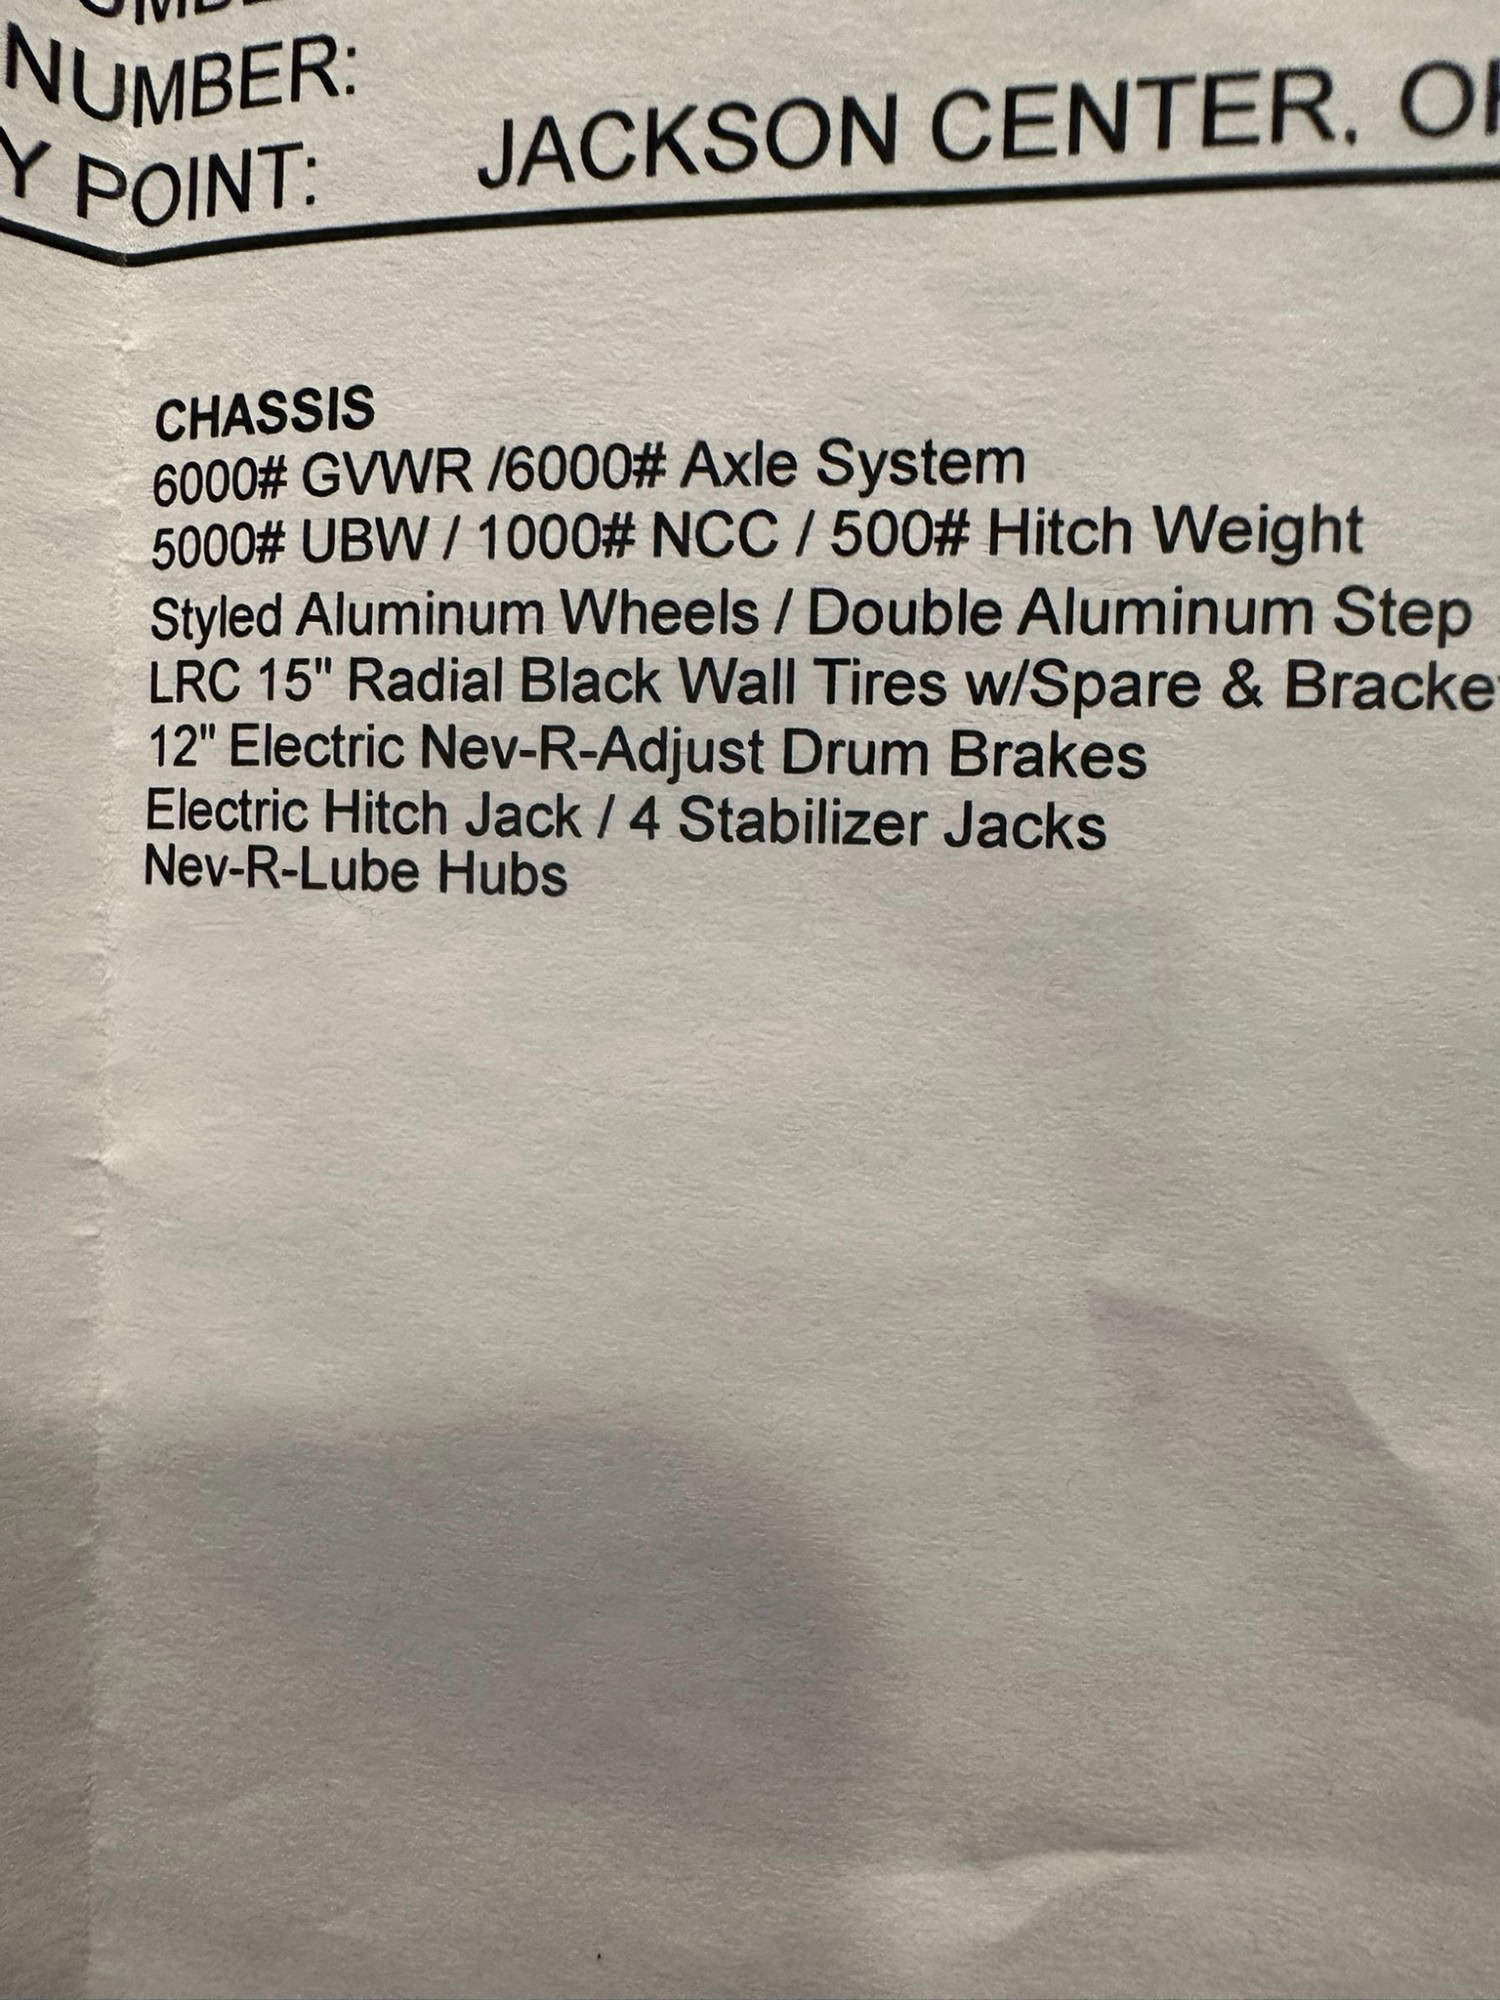 NUMBER:
POINT: JACKSON CENTER, OH
CHASSIS
6000# GVWR /6000# Axle System
5000# UBW / 1000# NCC / 500# Hitch Weight
Styled Aluminum Wheels / Double Aluminum Step
LRC 15" Radial Black Wall Tires w/Spare & Bracke
12" Electric Nev-R-Adjust Drum Brakes
Electric Hitch Jack / 4 Stabilizer Jacks
Nev-R-Lube Hubs